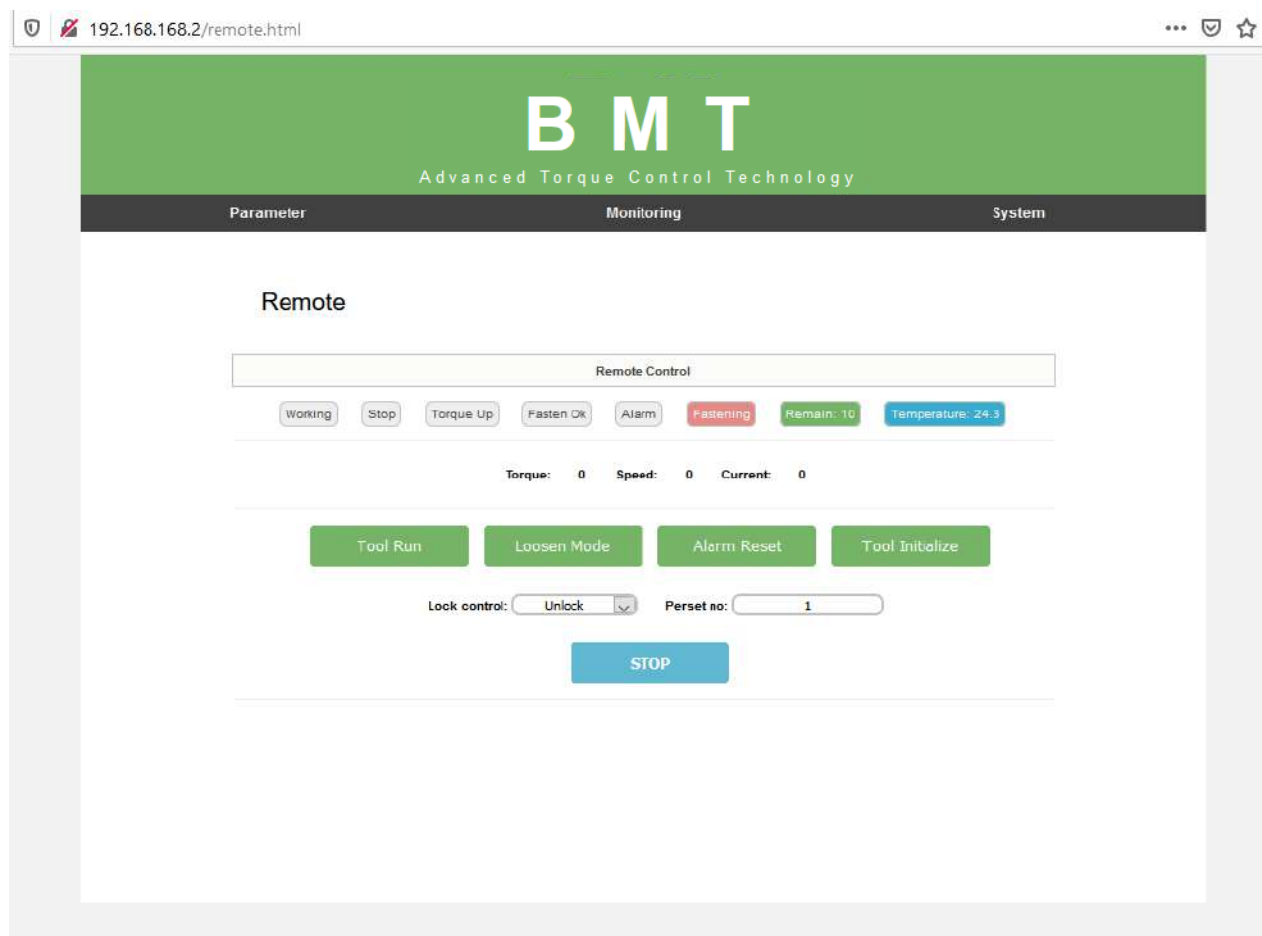 192.168.168.2/remote.html
B M T
Advanced Torque Control Technology
Parameter Monitoring System
Remote
Remote Control
Working Stop Torque Up Fasten Ok Alarm Fastening Remain: 10 Temperature: 24.3
Torque: 0 Speed: 0 Current: 0
Tool Run Loosen Mode Alarm Reset Tool Initialize
Lock control: Unlock Perset no: 1
STOP